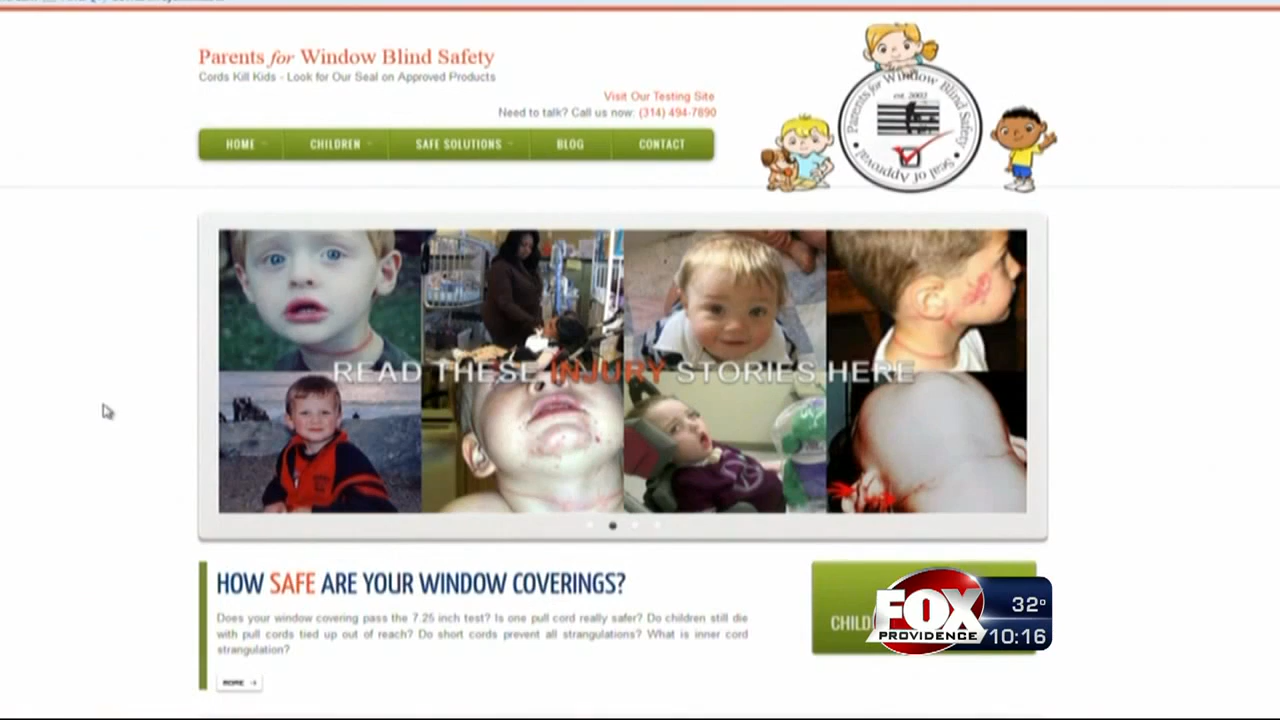 Parents for Window Blind Safety
Cords Kill Kids - Look for Our Seal on Approved Products
Visit Our Testing Site
Need to talk? Call us now: (314) 494-7890
HOME
CHILDREN
SAFE SOLUTIONS
BLOG
CONTACT
Parents for Window Blind Safety
est. 2002
Seal of Approval
READ THESE INJURY STORIES HERE
HOW SAFE ARE YOUR WINDOW COVERINGS?
Does your window covering pass the 7.25 inch test? Is one pull cord really safer? Do children still die
with pull cords tied up out of reach? Do short cords prevent all strangulations? What is inner cord
strangulation?
MORE →
CHILD
FOX
PROVIDENCE
32°
10:16